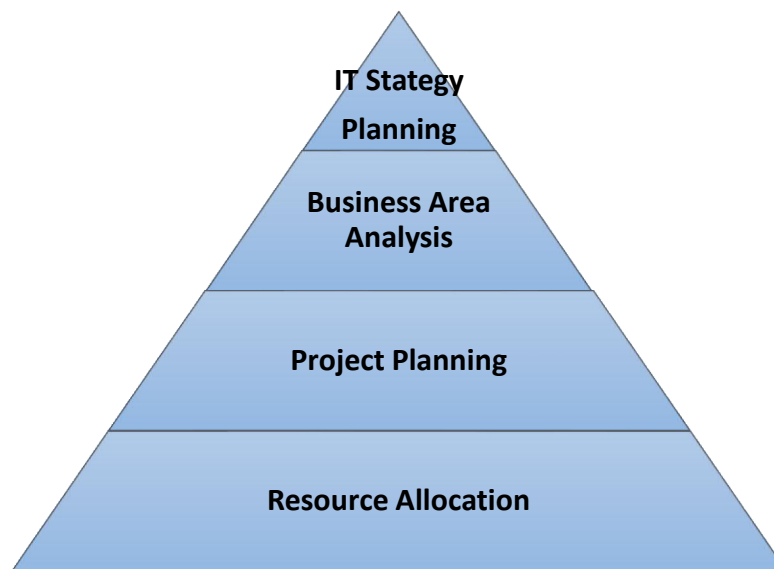 IT Stategy
Planning
Business Area
Analysis
Project Planning
Resource Allocation